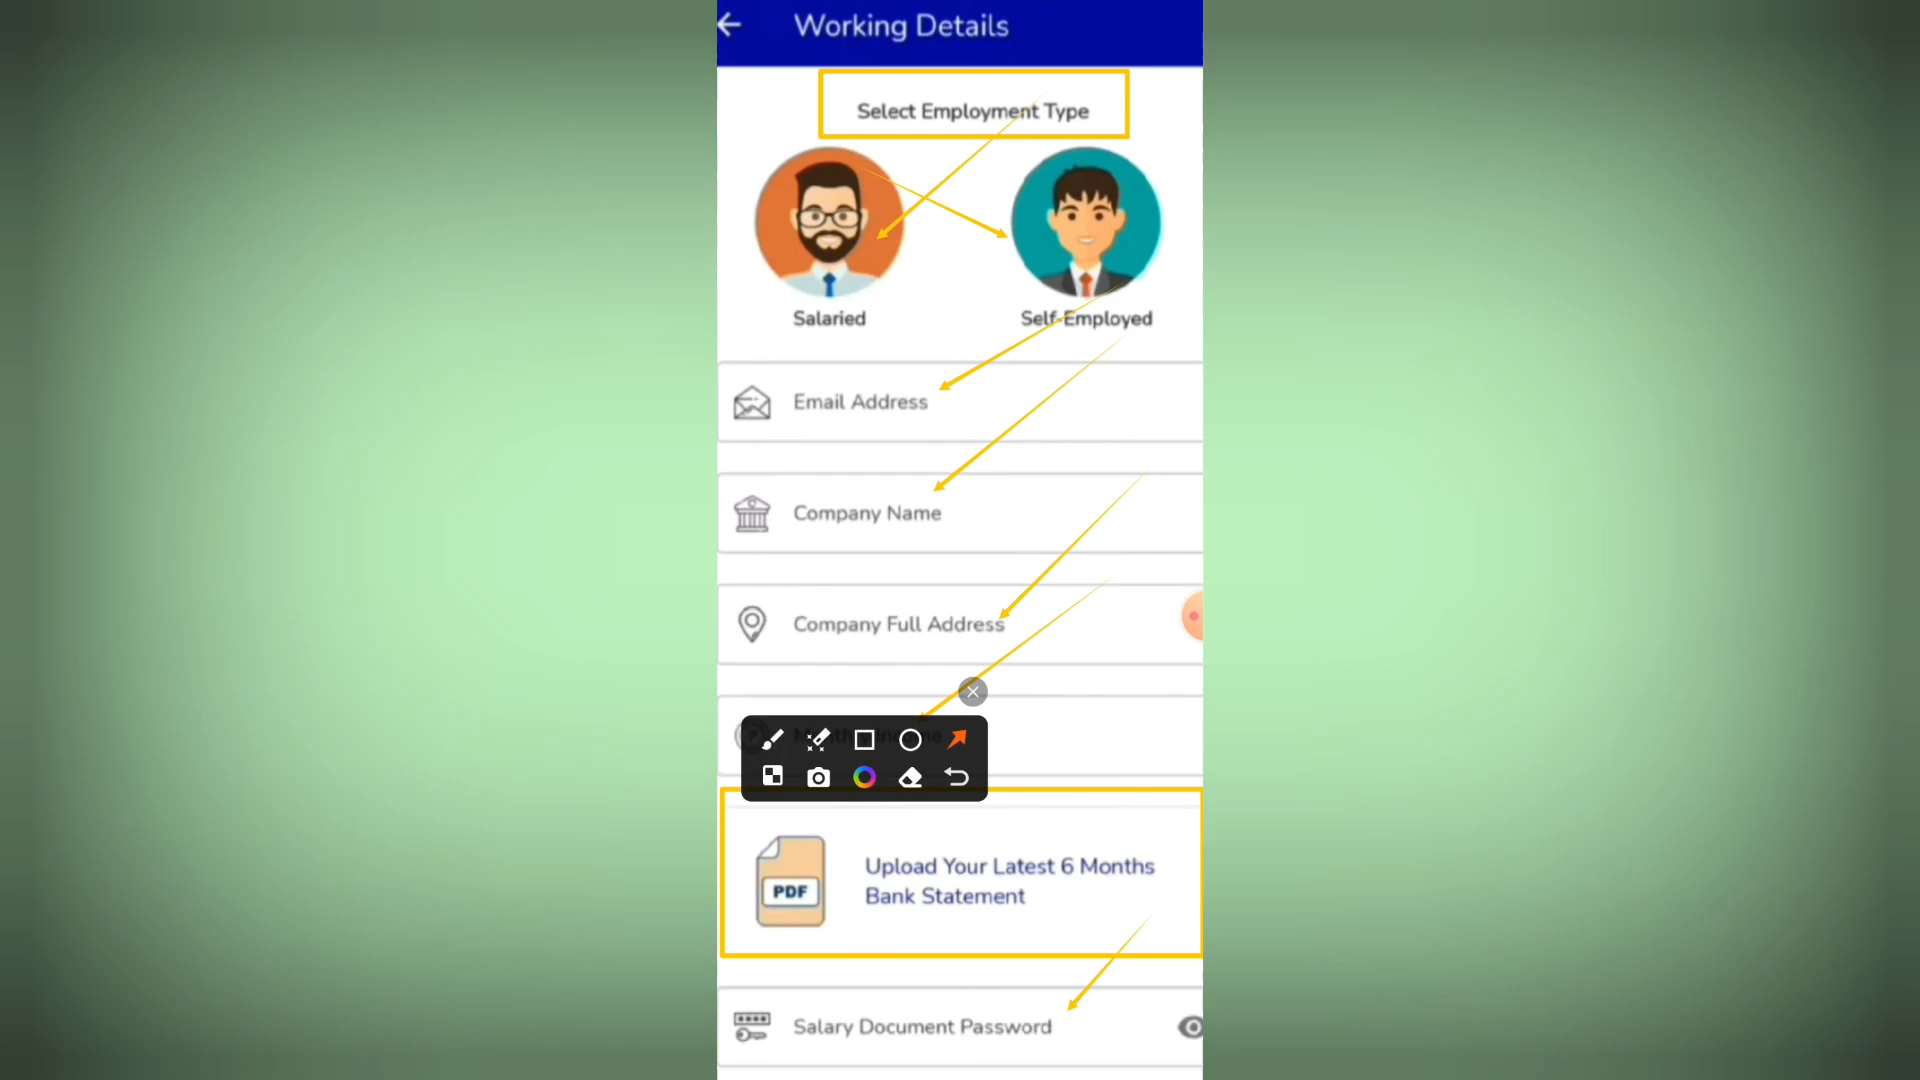 Working Details
Select Employment Type
Salaried
Self-Employed
Email Address
Company Name
Company Full Address
PDF
Upload Your Latest 6 Months
Bank Statement
Salary Document Password